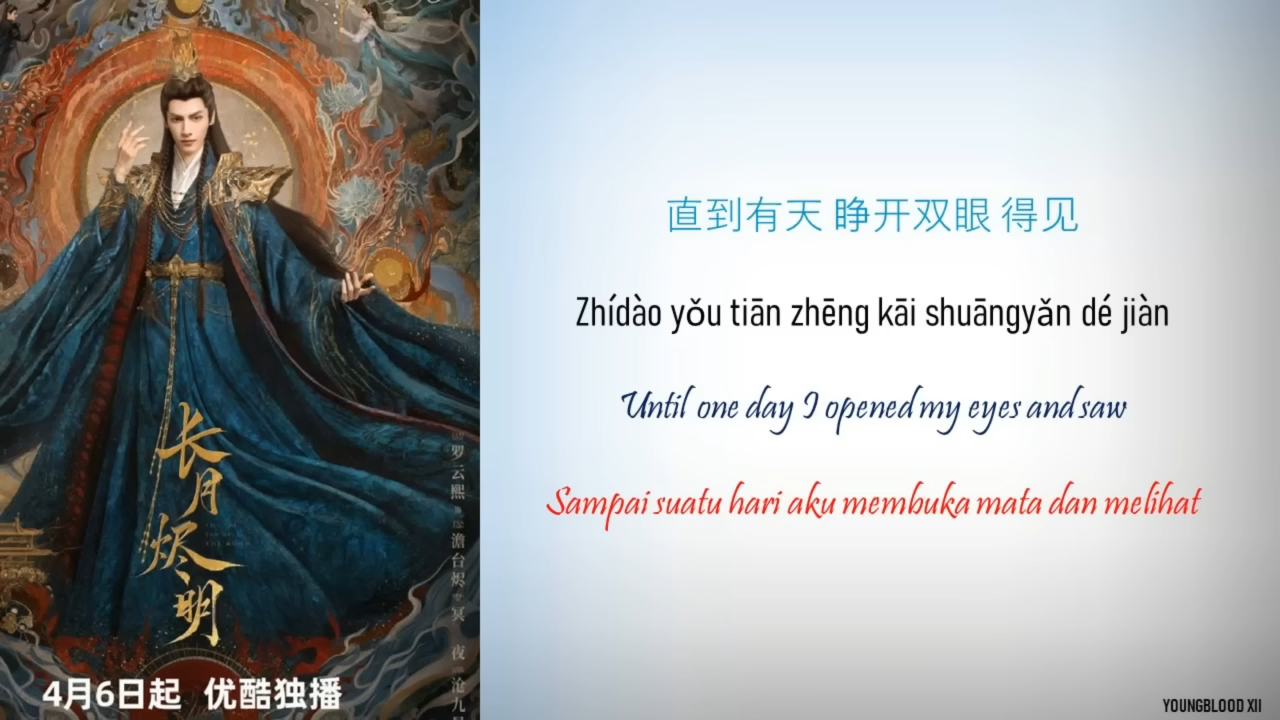 直到有天 睁开双眼 得见
Zhídào yǒu tiān zhēng kāi shuāngyǎn dé jiàn
Until one day I opened my eyes and saw
Sampai suatu hari aku membuka mata dan melihat
长月烬明
罗云熙
澹台烬
冥夜
沧九旻
4月6日起 优酷独播
YOUNGBLOOD XII